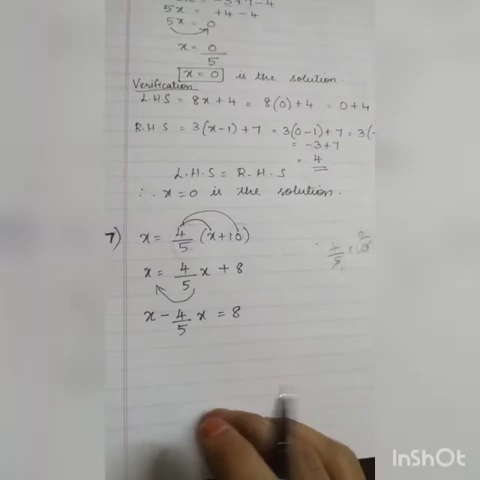 5x = +4 - 4
5x = 0
x = 0/5
x = 0 is the solution
Verification
L.H.S = 8x + 4 = 8(0) + 4 = 0 + 4
R.H.S = 3(x-1) + 7 = 3(0-1) + 7 = 3(-
= -3 + 7
= 4
L.H.S = R.H.S
∴ x = 0 is the solution.
7) x = 4/5 (x+10)
x = 4/5 x + 8
x - 4/5 x = 8
InShOt